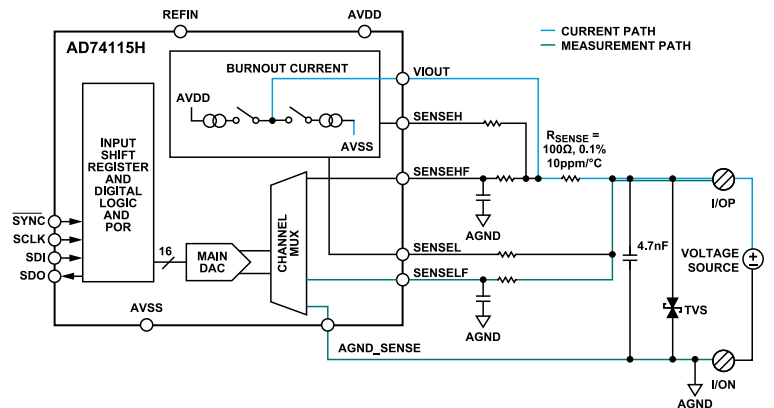 REFIN
AVDD
AD74115H
CURRENT PATH
MEASUREMENT PATH
BURNOUT CURRENT
VIOUT
AVDD
AVSS
SENSEH
RSENSE =
100Ω, 0.1%
10ppm/°C
INPUT
SHIFT
REGISTER
AND
DIGITAL
LOGIC
AND
POR
SENSEHF
AGND
I/OP
SYNC
SCLK
SDI
SDO
16
MAIN
DAC
CHANNEL
MUX
SENSEL
SENSELF
4.7nF
VOLTAGE
SOURCE
AGND
TVS
AVSS
AGND_SENSE
I/ON
AGND